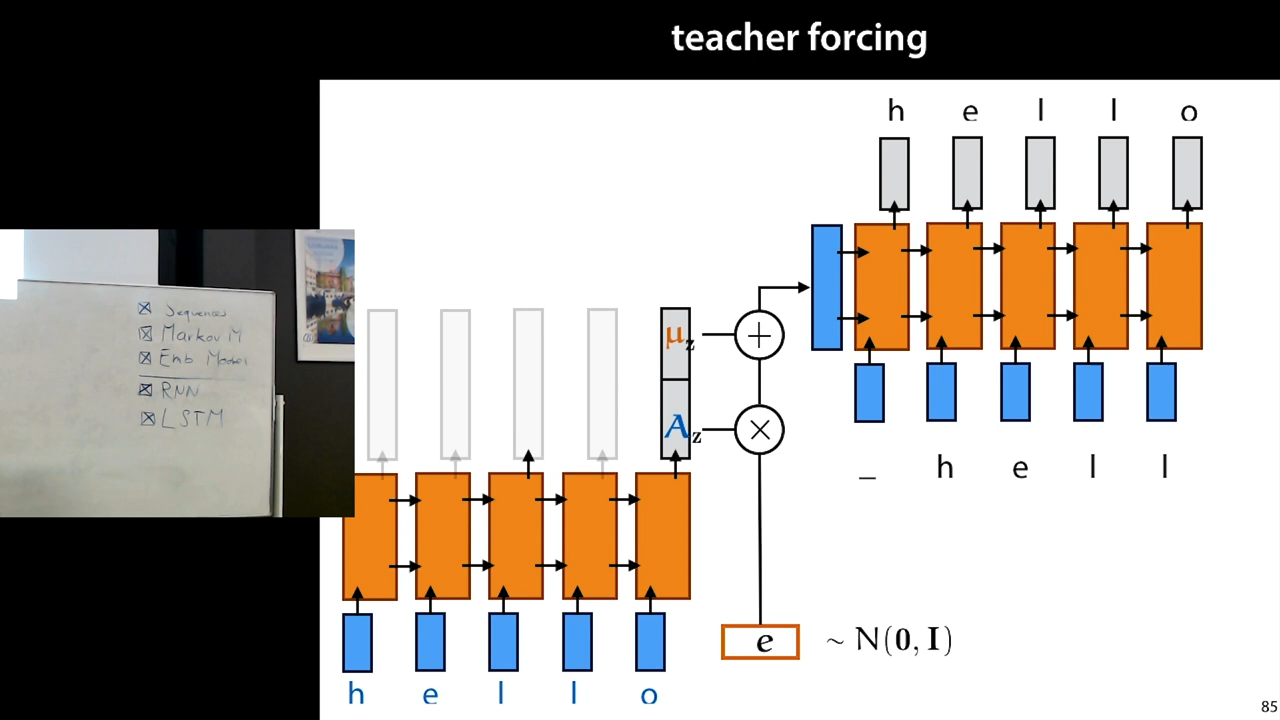 teacher forcing
h e l l o
_ h e l l
μz
Az
+
×
e ~ N(0, I)
h e l l o
Sequences
Markov M
Emb Model
RNN
LSTM
85